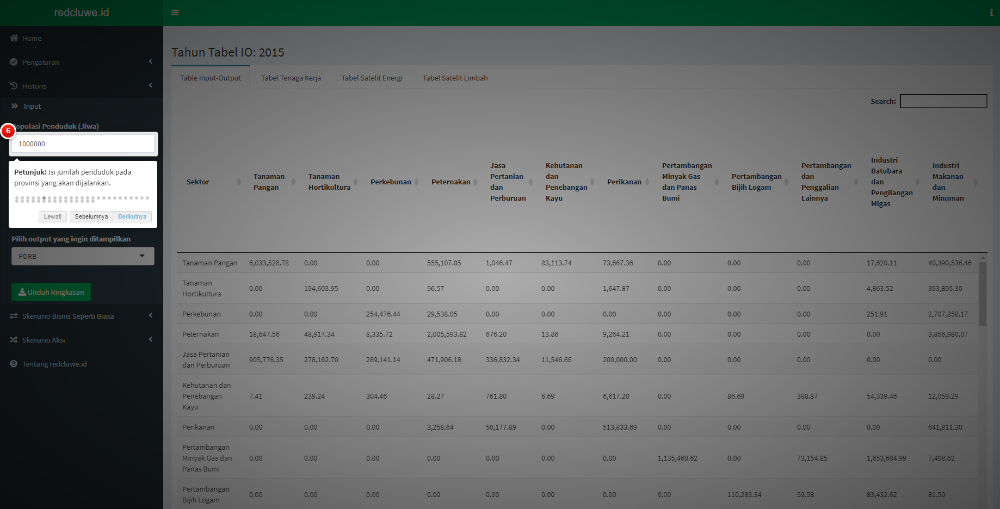 redcluwe.id
Home
Pengaturan
Historis
Input
opulasi Penduduk (Jiwa)
6
1000000
Petunjuk: Isi jumlah penduduk pada
provinsi yang akan dijalankan.
Lewati Sebelumnya Berikutnya
Pilih output yang ingin ditampilkan
PDRB
Unduh Ringkasan
Skenario Bisnis Seperti Biasa
Skenario Aksi
Tentang redcluwe.id
Tahun Tabel IO: 2015
Table Input-Output Tabel Tenaga Kerja Tabel Satelit Energi Tabel Satelit Limbah
Search:
Sektor
Tanaman
Pangan
Tanaman
Hortikultura
Perkebunan
Peternakan
Jasa
Pertanian
dan
Perburuan
Kehutanan
dan
Penebangan
Kayu
Perikanan
Pertambangan
Minyak Gas
dan Panas
Bumi
Pertambangan
Bijih Logam
Pertambangan
dan
Penggalian
Lainnya
Industri
Batubara
dan
Pengilangan
Migas
Industri
Makanan
dan
Minuman
Tanaman Pangan 6,033,528.78 0.00 0.00 555,107.05 1,046.47 83,113.74 73,667.36 0.00 0.00 0.00 17,620.11 40,390,536.46
Tanaman
Hortikultura
0.00 194,603.95 0.00 96.57 0.00 0.00 1,647.87 0.00 0.00 0.00 4,863.52 393,895.30
Perkebunan 0.00 0.00 254,476.44 29,538.05 0.00 0.00 0.00 0.00 0.00 0.00 251.91 2,707,858.17
Peternakan 18,647.56 48,917.34 8,335.72 2,005,593.82 676.20 13.86 9,264.21 0.00 0.00 0.00 0.00 3,866,980.07
Jasa Pertanian
dan Perburuan
905,776.35 278,162.70 289,141.14 471,906.18 336,832.34 11,546.66 200,000.00 0.00 0.00 0.00 0.00 0.00
Kehutanan dan
Penebangan
Kayu
7.41 239.24 304.46 28.27 761.80 6.69 6,617.20 0.00 86.69 388.87 54,339.46 12,059.29
Perikanan 0.00 0.00 0.00 3,258.64 50,177.89 0.00 513,833.69 0.00 0.00 0.00 0.00 641,811.30
Pertambangan
Minyak Gas dan
Panas Bumi
0.00 0.00 0.00 0.00 0.00 0.00 0.00 1,135,460.62 0.00 73,154.85 1,653,684.99 7,408.62
Pertambangan
Bijih Logam
0.00 0.00 0.00 0.00 0.00 0.00 0.00 0.00 110,283.34 59.58 83,432.62 81.50